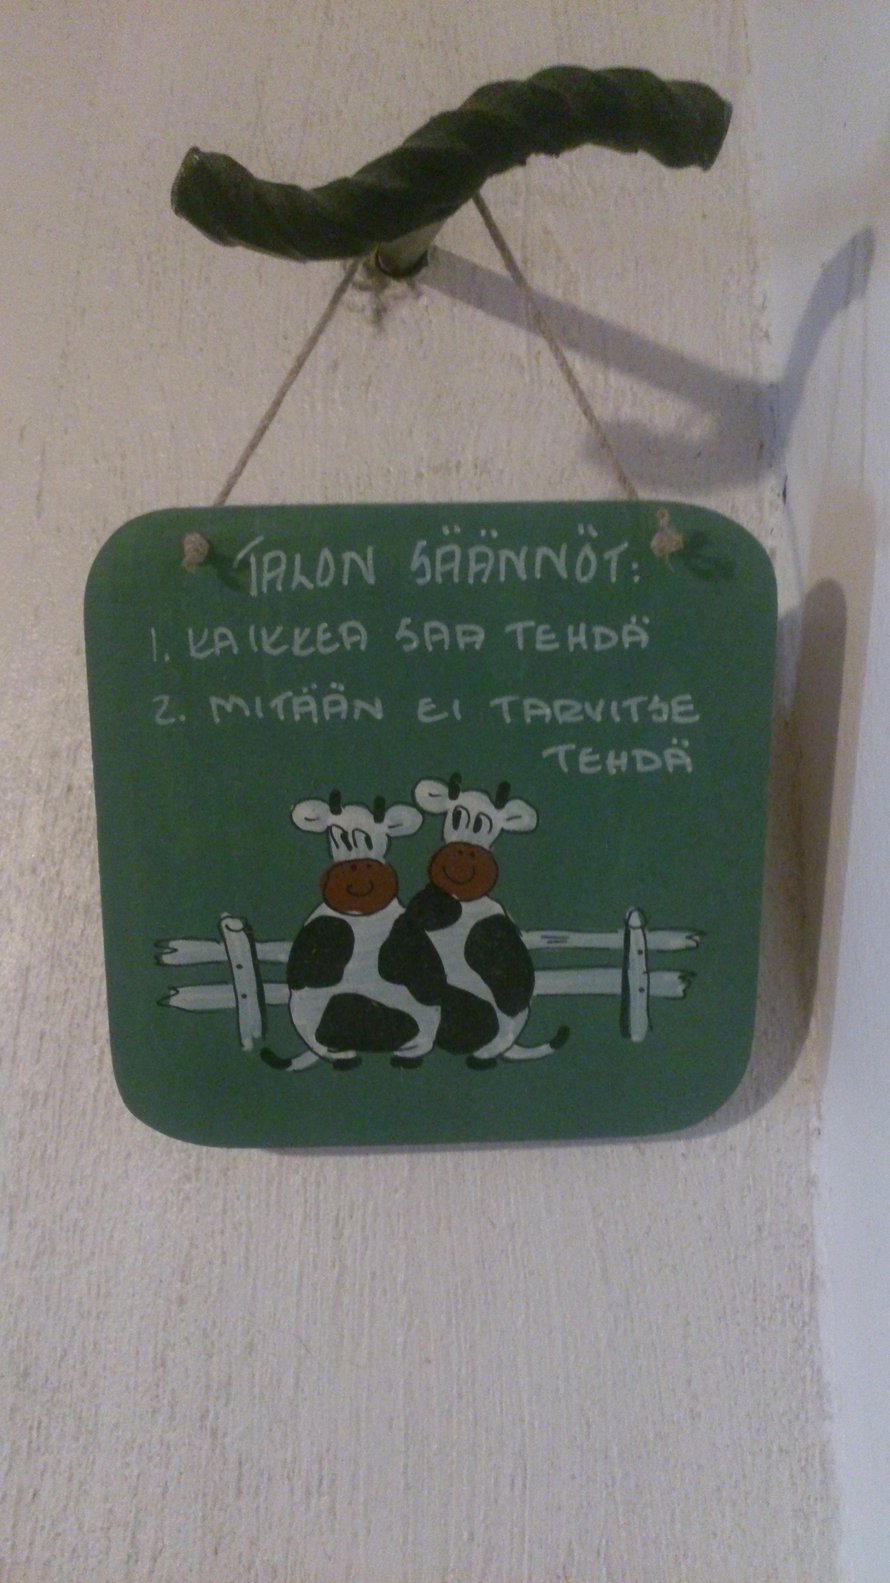 TALON SÄÄNNÖT:
1. KAIKKEA SAA TEHDÄ
2. MITÄÄN EI TARVITSE
TEHDÄ